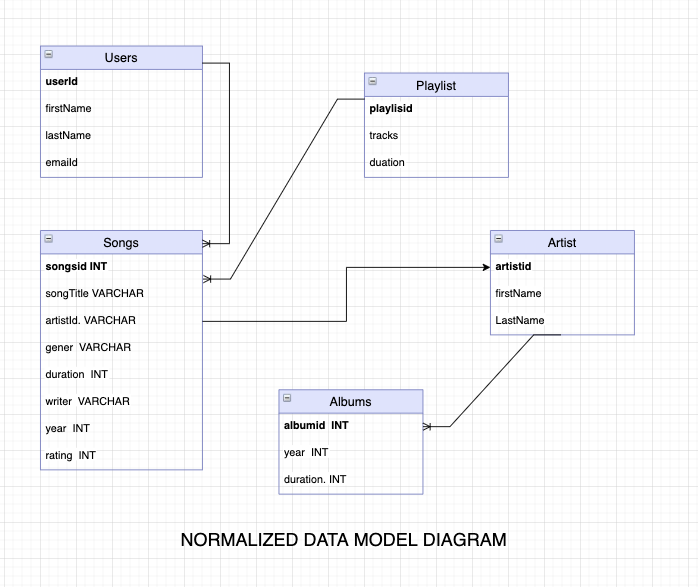 Users
userId
firstName
lastName
emaild
Playlist
playlisid
tracks
duation
Songs
songsid INT
songTitle VARCHAR
artistId. VARCHAR
gener VARCHAR
duration INT
writer VARCHAR
year INT
rating INT
Artist
artistid
firstName
LastName
Albums
albumid INT
year INT
duration. INT
NORMALIZED DATA MODEL DIAGRAM